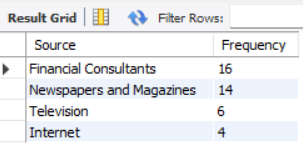 Result Grid Filter Rows:
Source Frequency
Financial Consultants 16
Newspapers and Magazines 14
Television 6
Internet 4